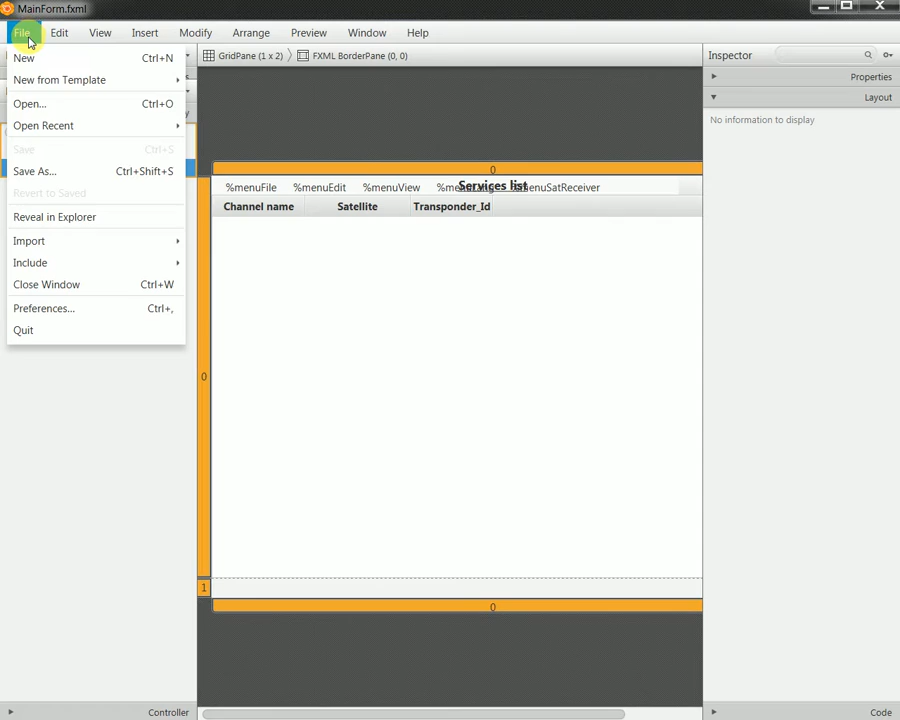 MainForm.fxml
File Edit View Insert Modify Arrange Preview Window Help
New Ctrl+N
New from Template
Open... Ctrl+O
Open Recent
Save Ctrl+S
Save As... Ctrl+Shift+S
Revert to Saved
Reveal in Explorer
Import
Include
Close Window Ctrl+W
Preferences... Ctrl+,
Quit
GridPane (1 x 2) FXML BorderPane (0, 0)
0
%menuFile %menuEdit %menuView Services list
Channel name Satellite Transponder_Id
0
1
0
Inspector
Properties
Layout
No information to display
Controller
Code